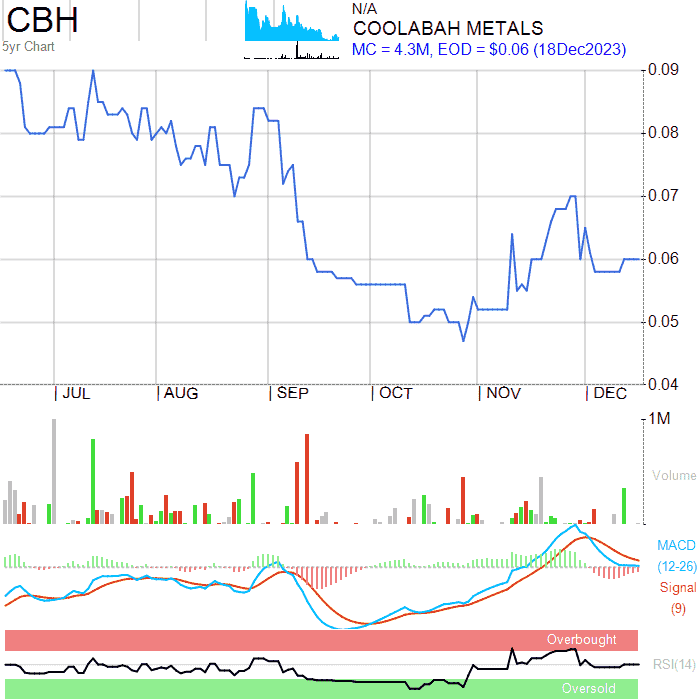 CBH
5yr Chart
N/A
COOLABAH METALS
MC = 4.3M, EOD = $0.06 (18Dec2023)
0.09
0.08
0.07
0.06
0.05
0.04
JUL AUG SEP OCT NOV DEC
1M
Volume
MACD
(12-26)
Signal
(9)
Overbought
RSI(14)
Oversold